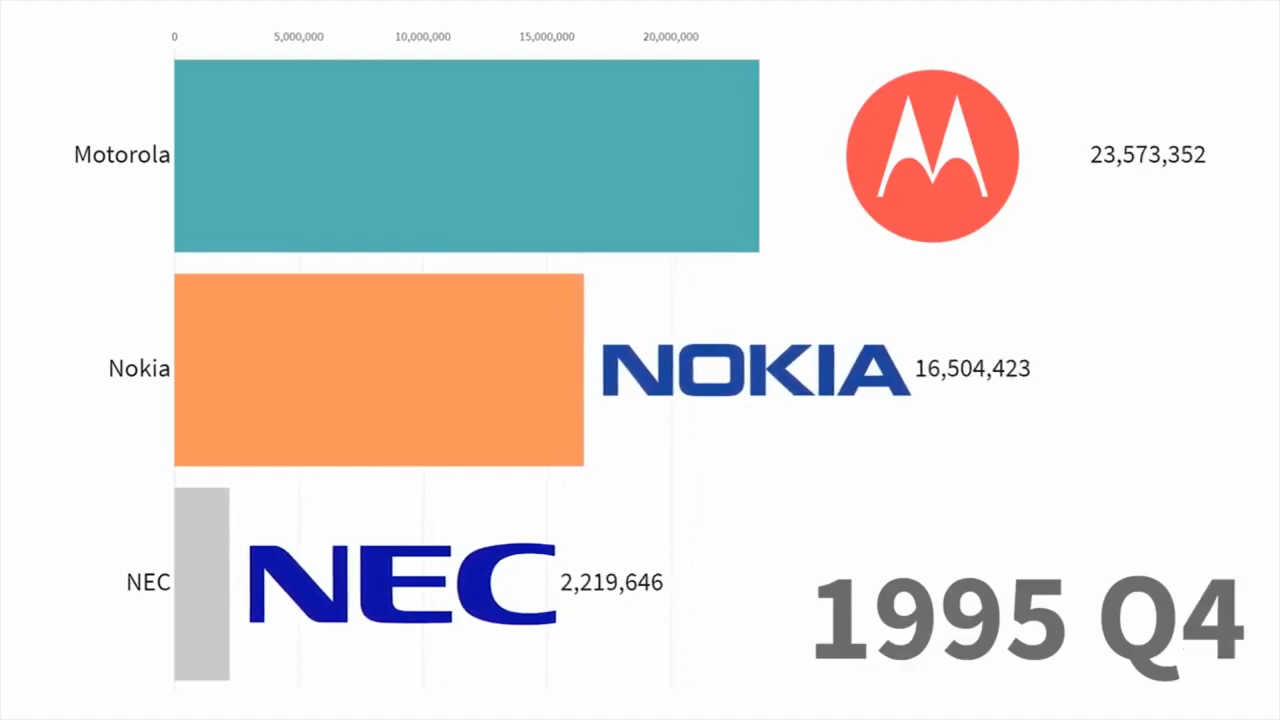 0 5,000,000 10,000,000 15,000,000 20,000,000
Motorola 23,573,352
Nokia NOKIA 16,504,423
NEC NEC 2,219,646
1995 Q4